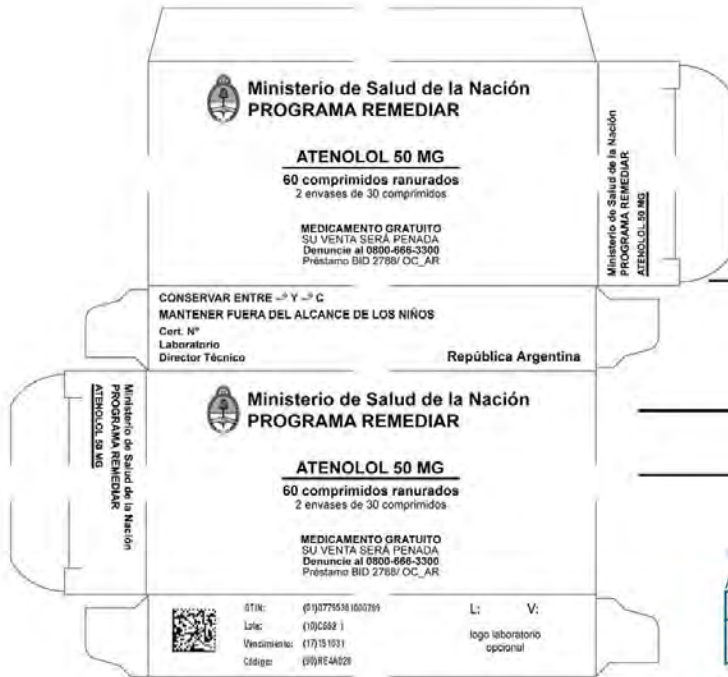 Ministerio de Salud de la Nación
PROGRAMA REMEDIAR
ATENOLOL 50 MG
60 comprimidos ranurados
2 envases de 30 comprimidos
MEDICAMENTO GRATUITO
SU VENTA SERÁ PENADA
Denuncie al 0800-666-3300
Préstamo BID 2788/ OC_AR
Ministerio de Salud de la Nación
PROGRAMA REMEDIAR
ATENOLOL 50 MG
CONSERVAR ENTRE Y C
MANTENER FUERA DEL ALCANCE DE LOS NIÑOS
Cert. Nº
Laboratorio
Director Técnico
República Argentina
Ministerio de Salud de la Nación
PROGRAMA REMEDIAR
ATENOLOL 50 MG
Ministerio de Salud de la Nación
PROGRAMA REMEDIAR
ATENOLOL 50 MG
60 comprimidos ranurados
2 envases de 30 comprimidos
MEDICAMENTO GRATUITO
SU VENTA SERÁ PENADA
Denuncie al 0800-666-3300
Préstamo BID 2788/ OC_AR
GTIN:
Lote:
Vencimiento: (17)151031
Código: (90)RE4A028
L: V:
logo laboratorio
opcional